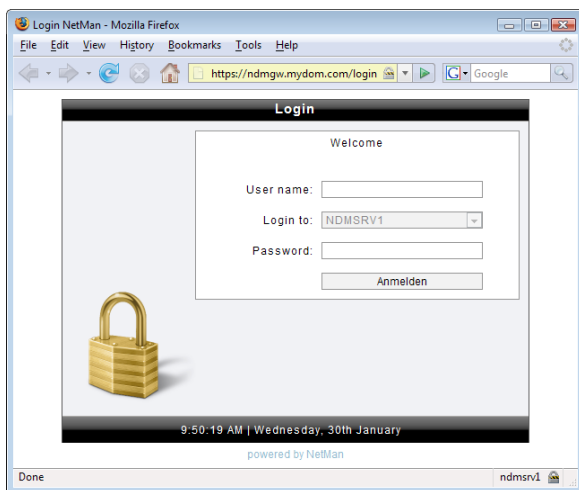 Login NetMan - Mozilla Firefox
File Edit View History Bookmarks Tools Help
https://ndmgw.mydom.com/login
G Google
Login
Welcome
User name:
Login to: NDMSRV1
Password:
Anmelden
9:50:19 AM | Wednesday, 30th January
powered by NetMan
Done ndmsrv1